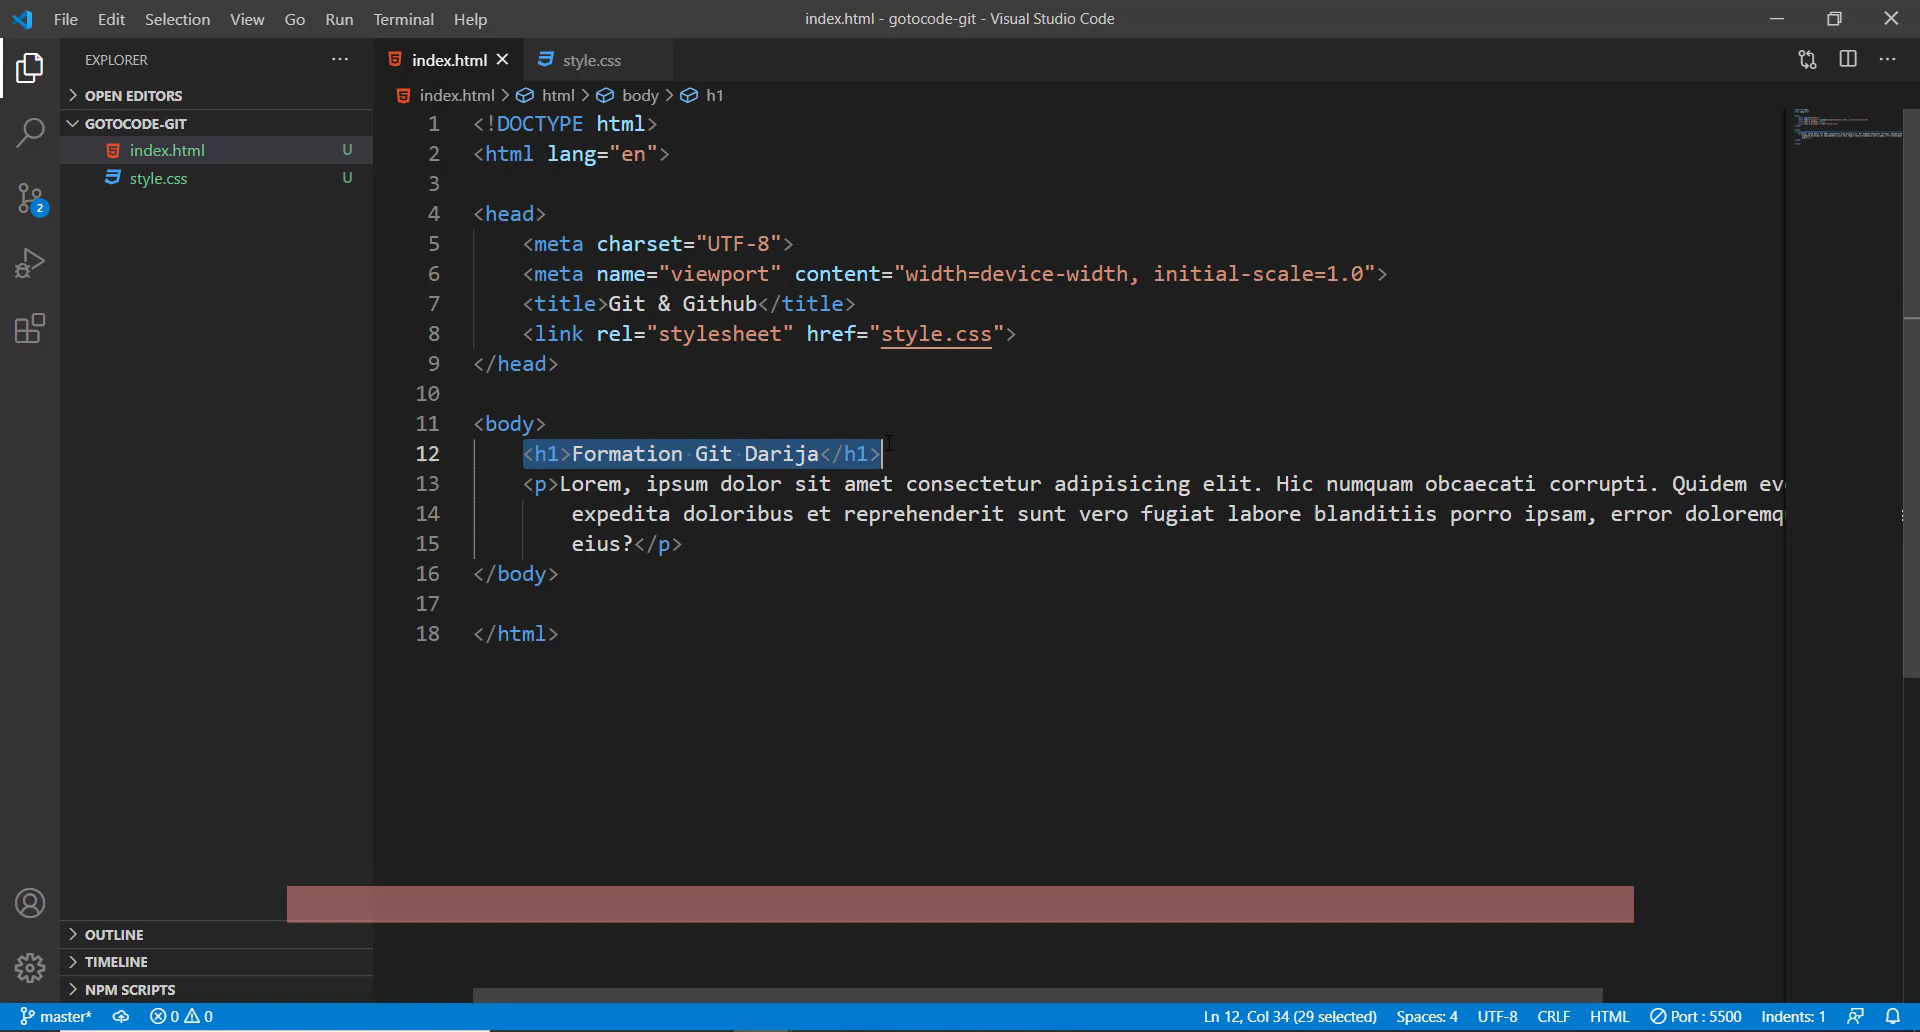 File Edit Selection View Go Run Terminal Help
index.html - gotocode-git - Visual Studio Code
EXPLORER
index.html
style.css
OPEN EDITORS
index.html > html > body > h1
GOTOCODE-GIT
index.html U
style.css U
2
1 <!DOCTYPE html>
2 <html lang="en">
3
4 <head>
5 <meta charset="UTF-8">
6 <meta name="viewport" content="width=device-width, initial-scale=1.0">
7 <title>Git & Github</title>
8 <link rel="stylesheet" href="style.css">
9 </head>
10
11 <body>
12 <h1>Formation Git Darija</h1>
13 <p>Lorem, ipsum dolor sit amet consectetur adipisicing elit. Hic numquam obcaecati corrupti. Quidem
14 expedita doloribus et reprehenderit sunt vero fugiat labore blanditiis porro ipsam, error
15 eius?</p>
16 </body>
17
18 </html>
OUTLINE
TIMELINE
NPM SCRIPTS
master* 0 0 Ln 12, Col 34 (29 selected) Spaces: 4 UTF-8 CRLF HTML Port : 5500 Indents: 1